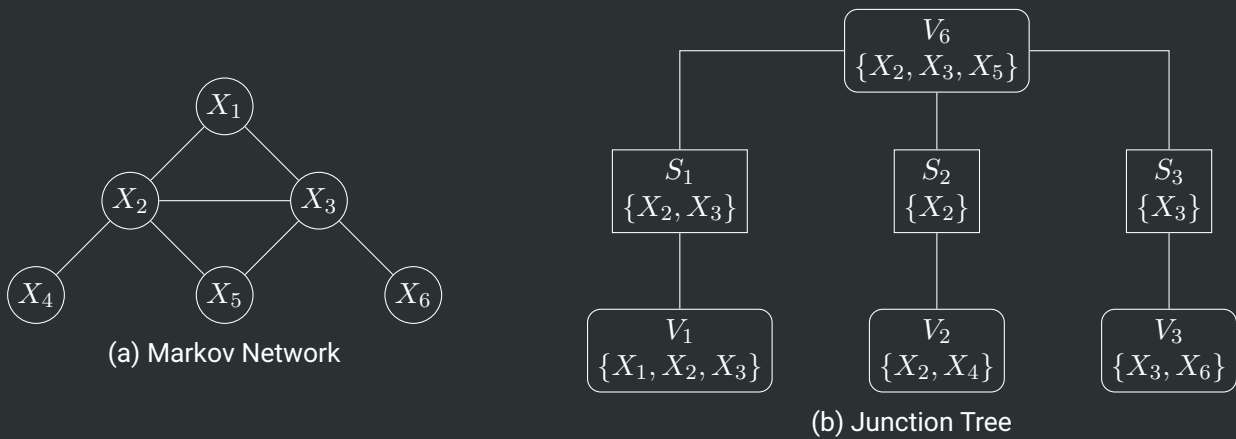 X₁
X₂
X₃
X₄
X₅
X₆
(a) Markov Network
V₆
{X₂, X₃, X₅}
S₁
{X₂, X₃}
S₂
{X₂}
S₃
{X₃}
V₁
{X₁, X₂, X₃}
V₂
{X₂, X₄}
V₃
{X₃, X₆}
(b) Junction Tree